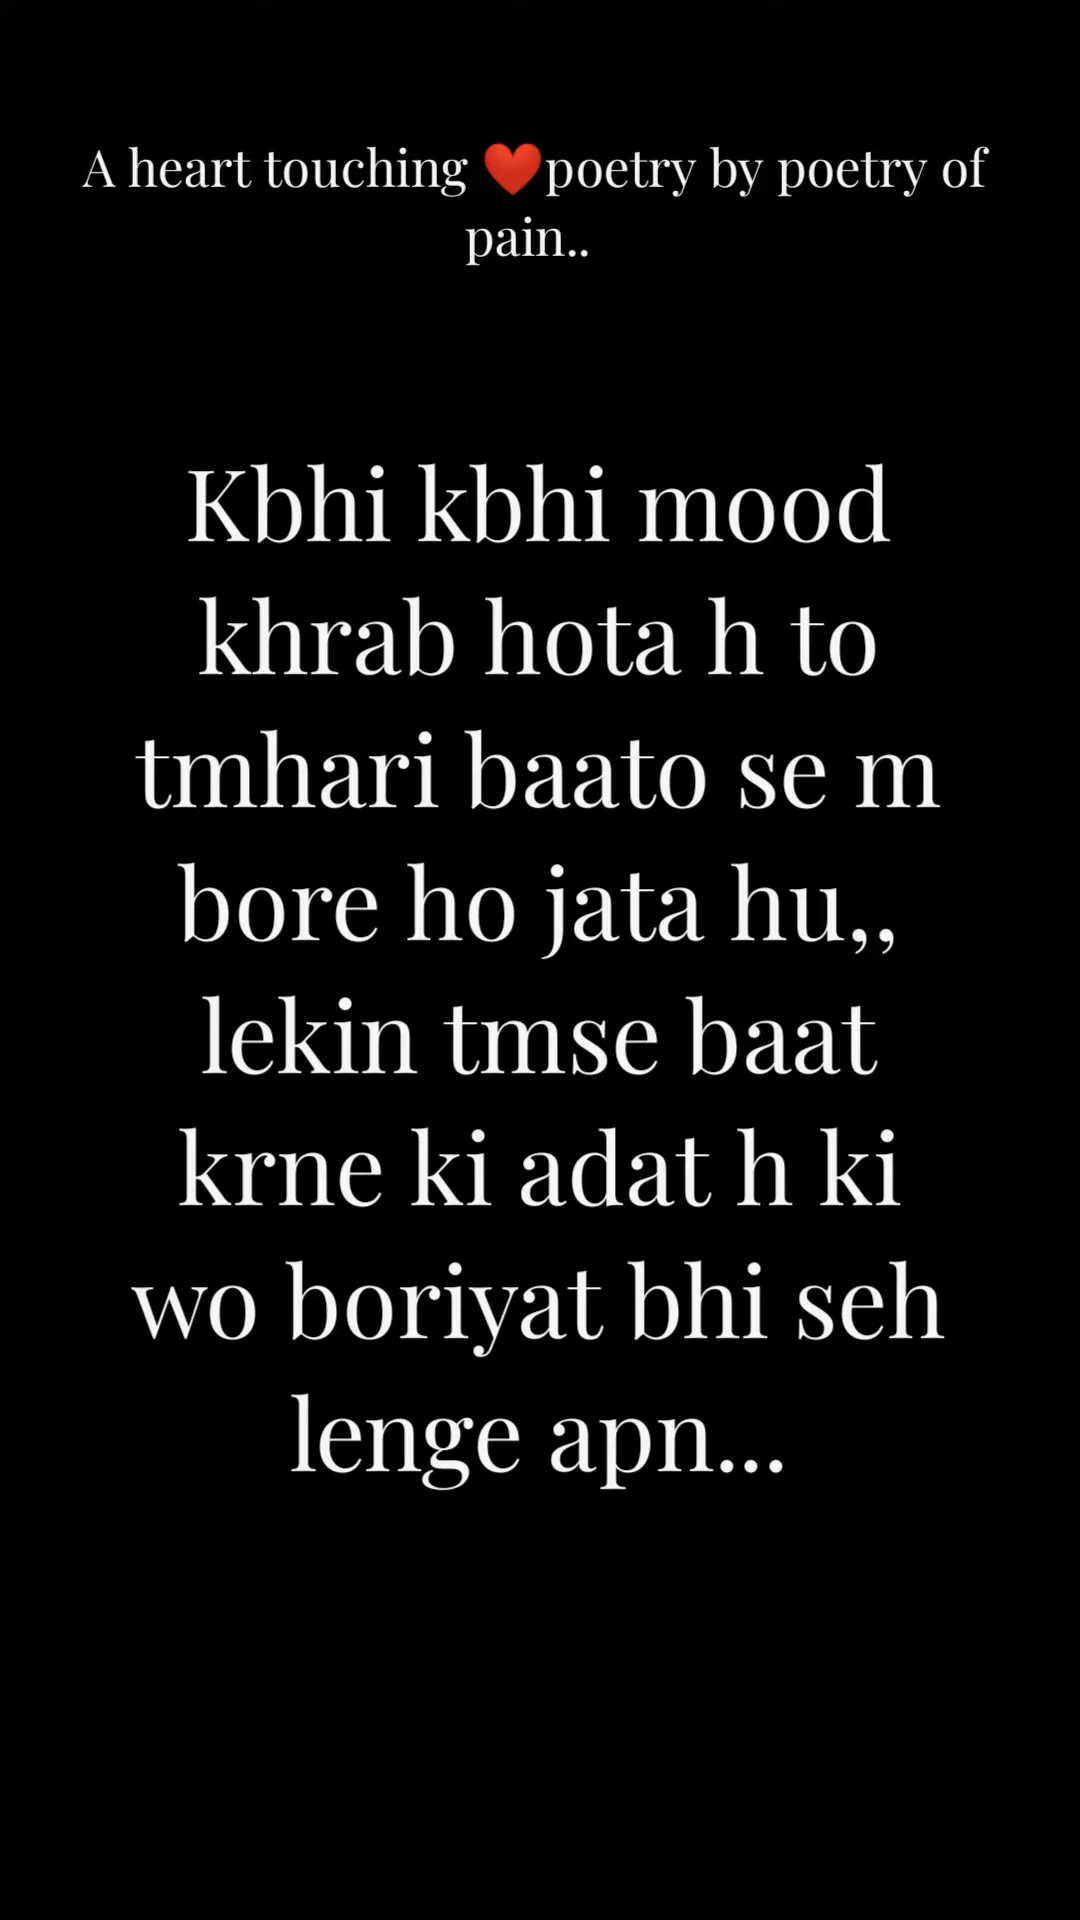 A heart touching ❤️poetry by poetry of
pain..
Kbhi kbhi mood
khrab hota h to
tmhari baato se m
bore ho jata hu,,
lekin tmse baat
krne ki adat h ki
wo boriyat bhi seh
lenge apn...